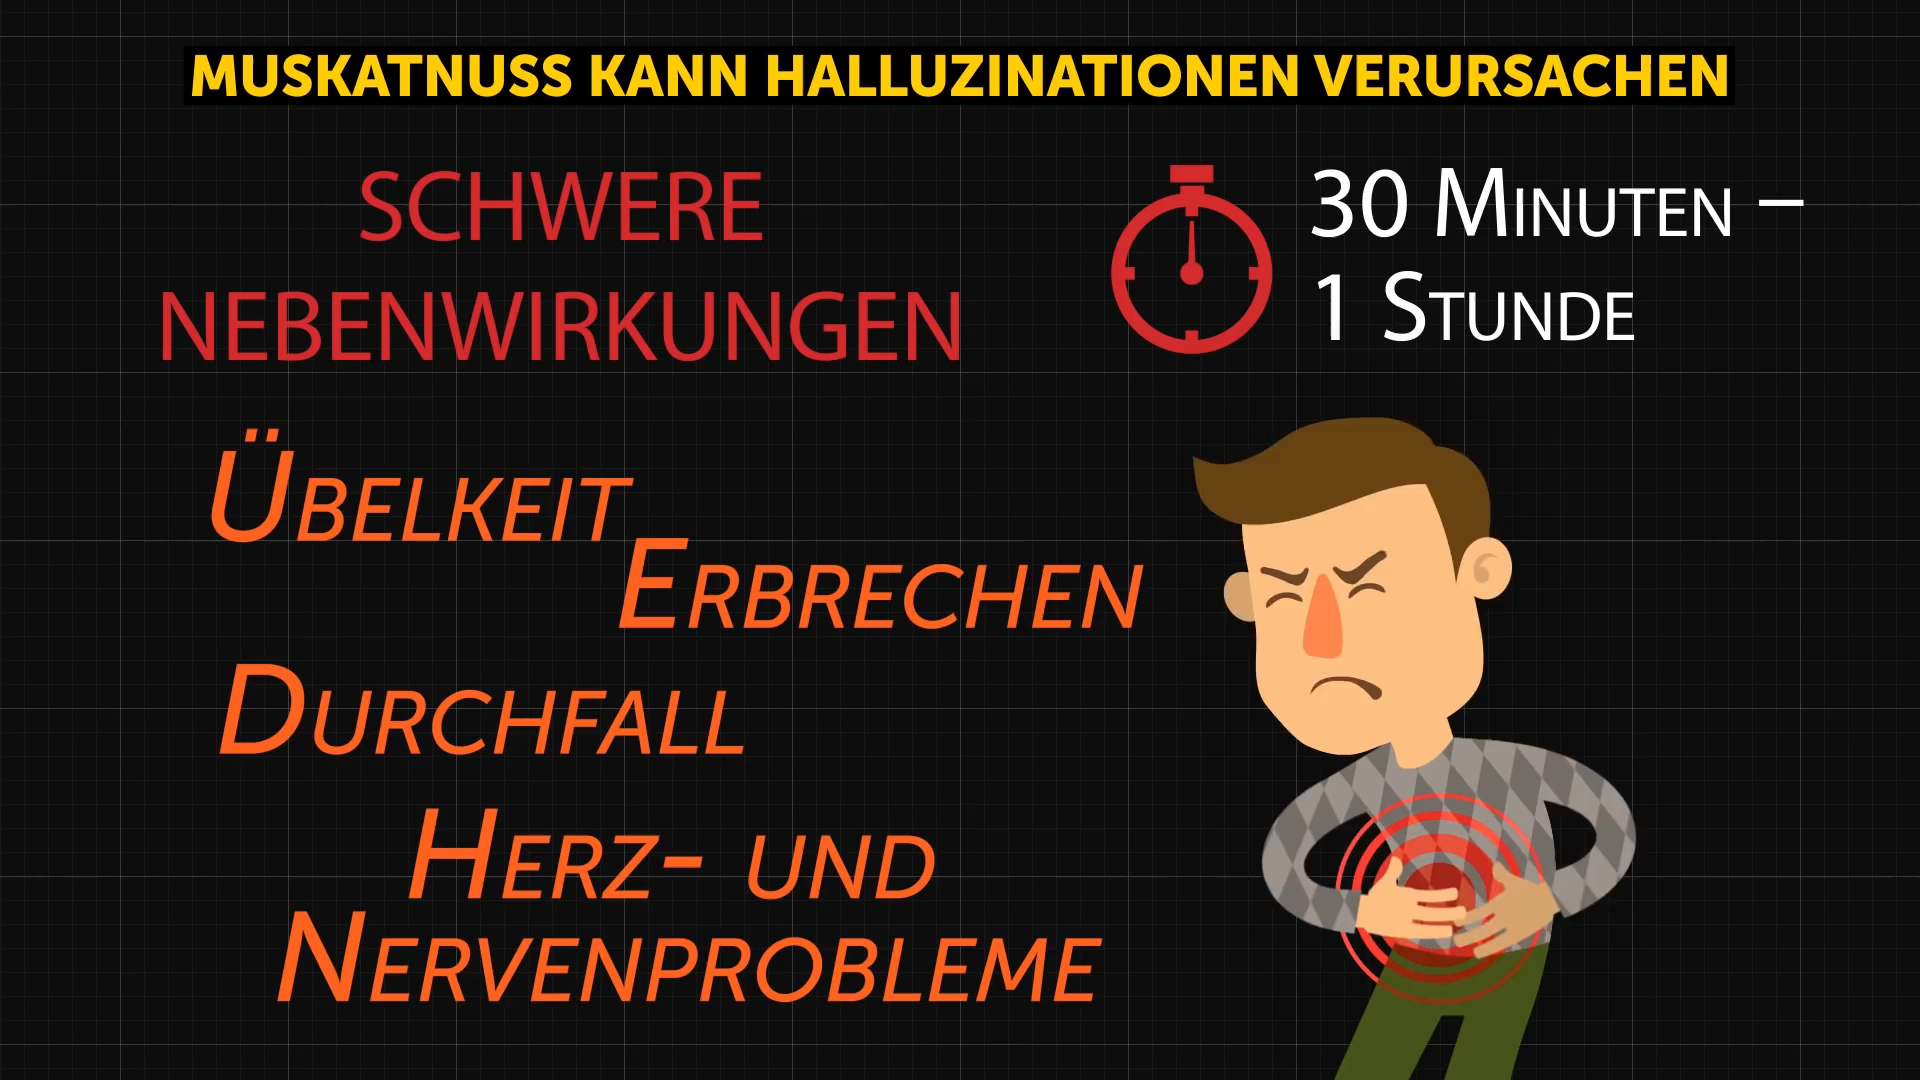 MUSKATNUSS KANN HALLUZINATIONEN VERURSACHEN
SCHWERE
NEBENWIRKUNGEN
30 MINUTEN –
1 STUNDE
ÜBELKEIT
ERBRECHEN
DURCHFALL
HERZ- UND
NERVENPROBLEME